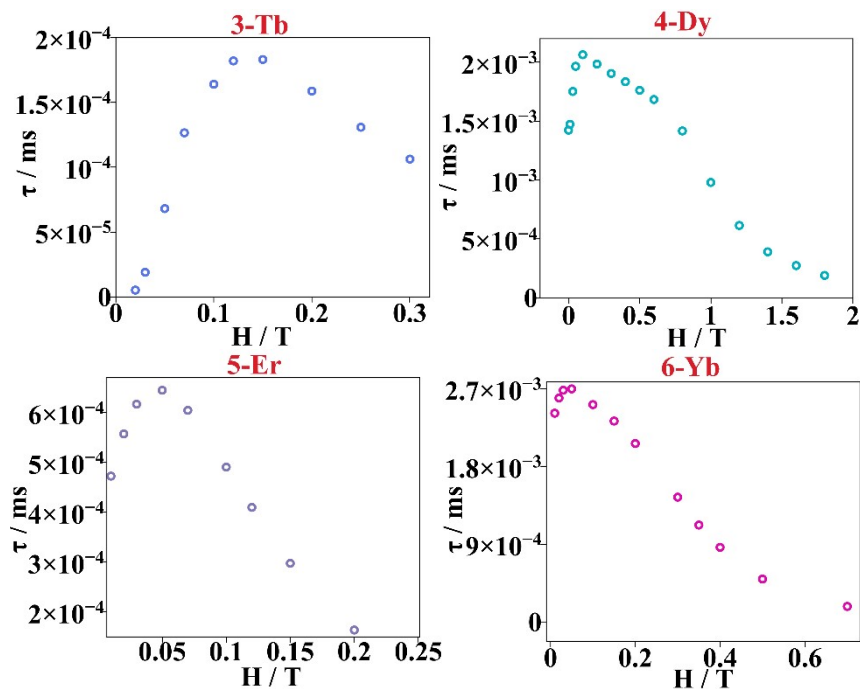 3-Tb
2×10⁻⁴
1.5×10⁻⁴
10⁻⁴
5×10⁻⁵
0
τ / ms
0 0.1 0.2 0.3
H / T
4-Dy
2×10⁻³
1.5×10⁻³
10⁻³
5×10⁻⁴
0
τ / ms
0 0.5 1 1.5 2
H / T
5-Er
6×10⁻⁴
5×10⁻⁴
4×10⁻⁴
3×10⁻⁴
2×10⁻⁴
τ / ms
0.05 0.1 0.15 0.2 0.25
H / T
6-Yb
2.7×10⁻³
1.8×10⁻³
9×10⁻⁴
0
τ / ms
0 0.2 0.4 0.6
H / T